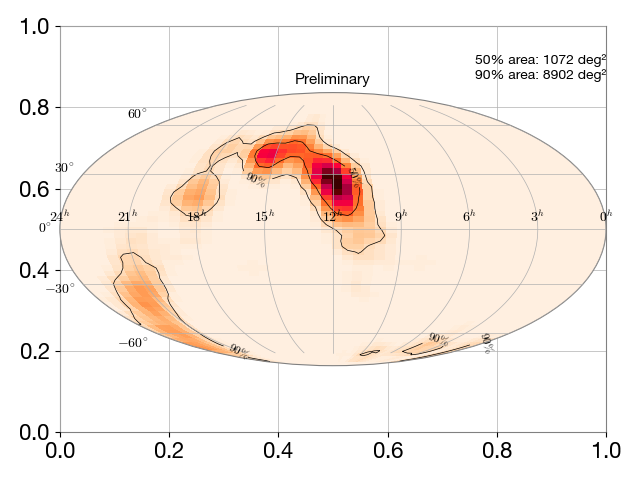 1.0
50% area: 1072 deg²
90% area: 8902 deg²
Preliminary
0.8
60°
30°
90%
50%
0.6
24h 21h 18h 15h 12h 9h 6h 3h 0h
0°
0.4
−30°
−60°
90% 90% 90%
0.2
0.0
0.0 0.2 0.4 0.6 0.8 1.0